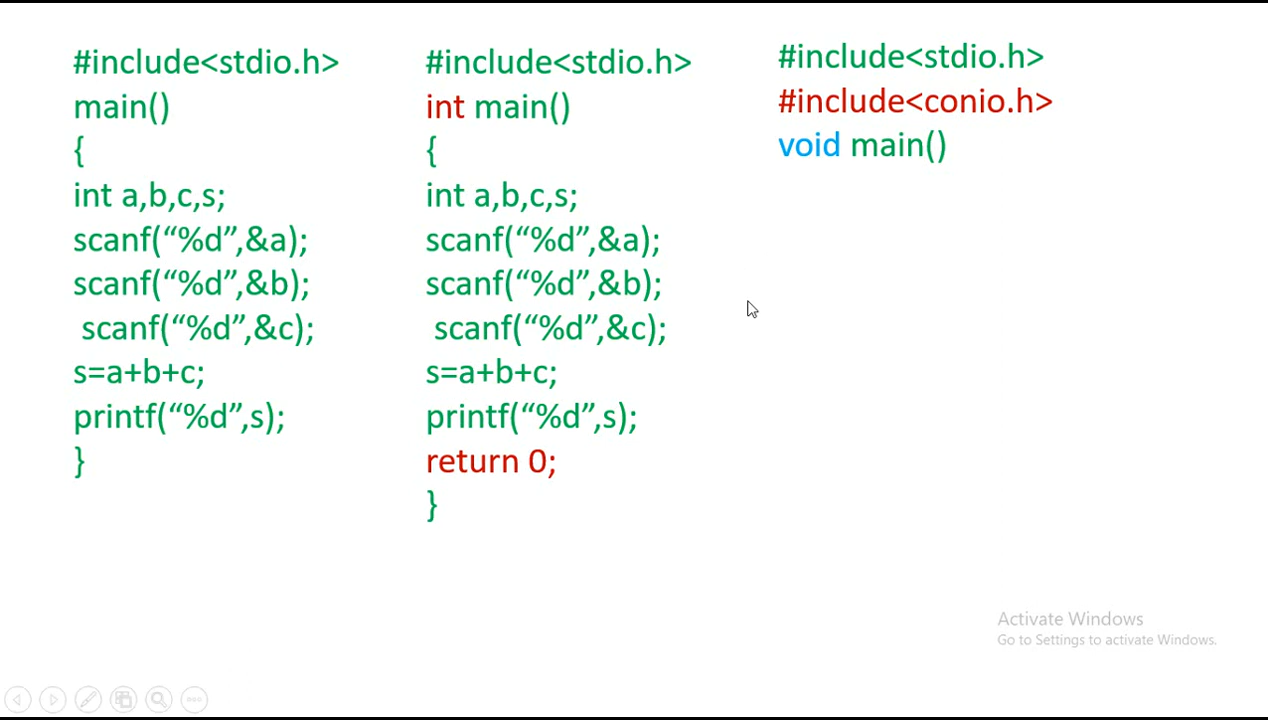 #include<stdio.h>
main()
{
int a,b,c,s;
scanf(“%d”,&a);
scanf(“%d”,&b);
scanf(“%d”,&c);
s=a+b+c;
printf(“%d”,s);
}
#include<stdio.h>
int main()
{
int a,b,c,s;
scanf(“%d”,&a);
scanf(“%d”,&b);
scanf(“%d”,&c);
s=a+b+c;
printf(“%d”,s);
return 0;
}
#include<stdio.h>
#include<conio.h>
void main()
Activate Windows
Go to Settings to activate Windows.